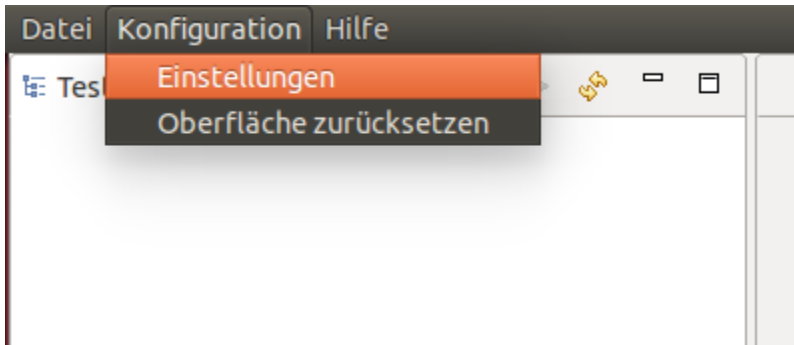 Datei Konfiguration Hilfe
Einstellungen
Oberfläche zurücksetzen